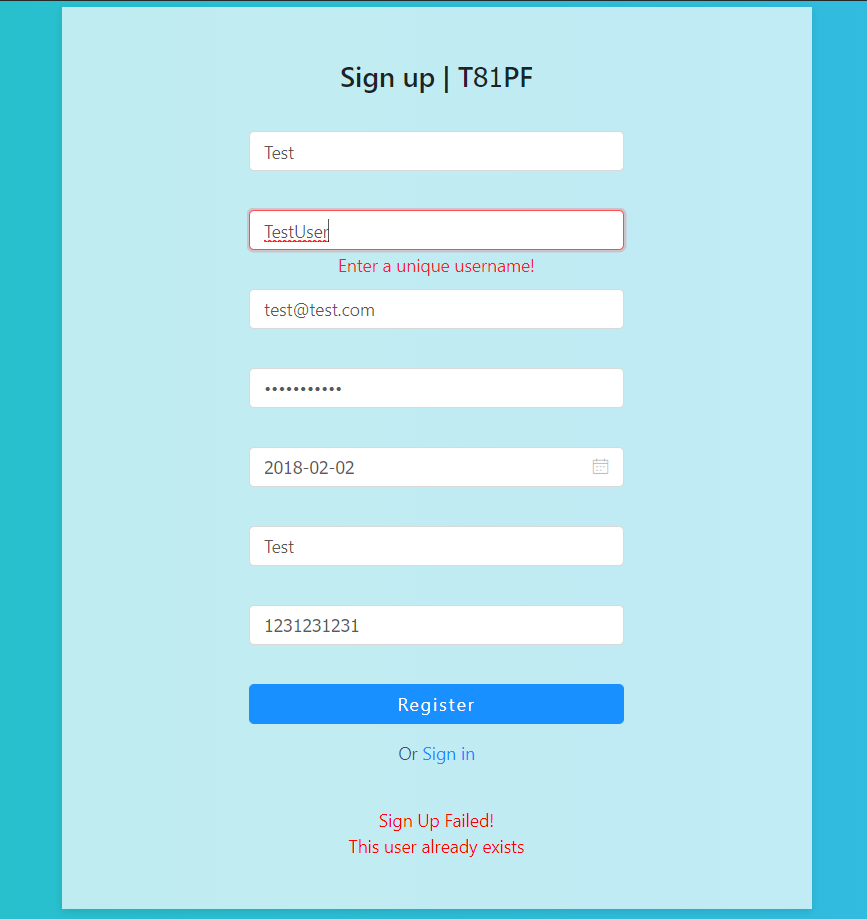 Sign up | T81PF
Test
TestUser
Enter a unique username!
test@test.com
•••••••••••
2018-02-02
Test
1231231231
Register
Or Sign in
Sign Up Failed!
This user already exists